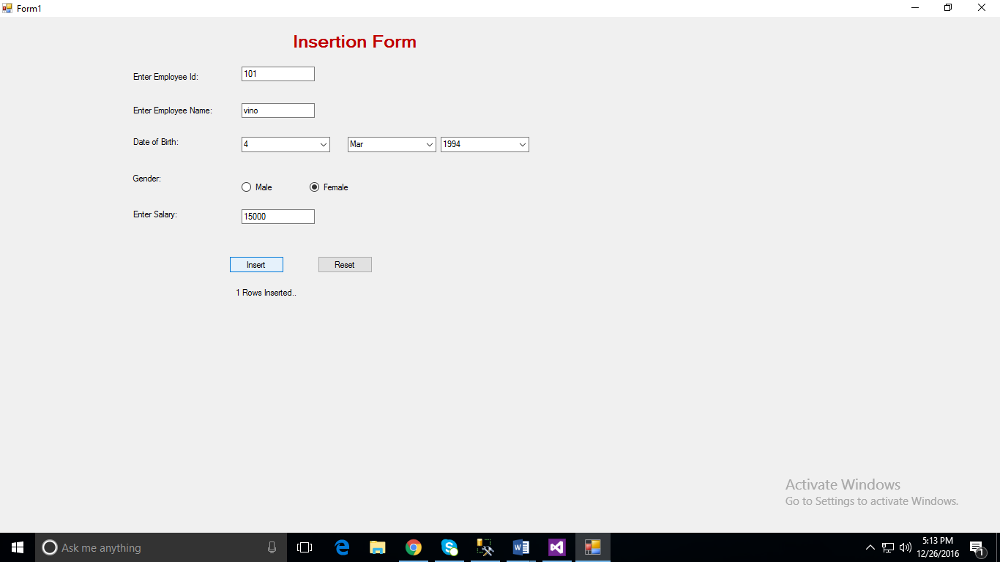 Form1
Insertion Form
Enter Employee Id: 101
Enter Employee Name: vino
Date of Birth: 4 Mar 1994
Gender:
Male Female
Enter Salary: 15000
Insert Reset
1 Rows Inserted..
Activate Windows
Go to Settings to activate Windows.
Ask me anything
5:13 PM
12/26/2016
1